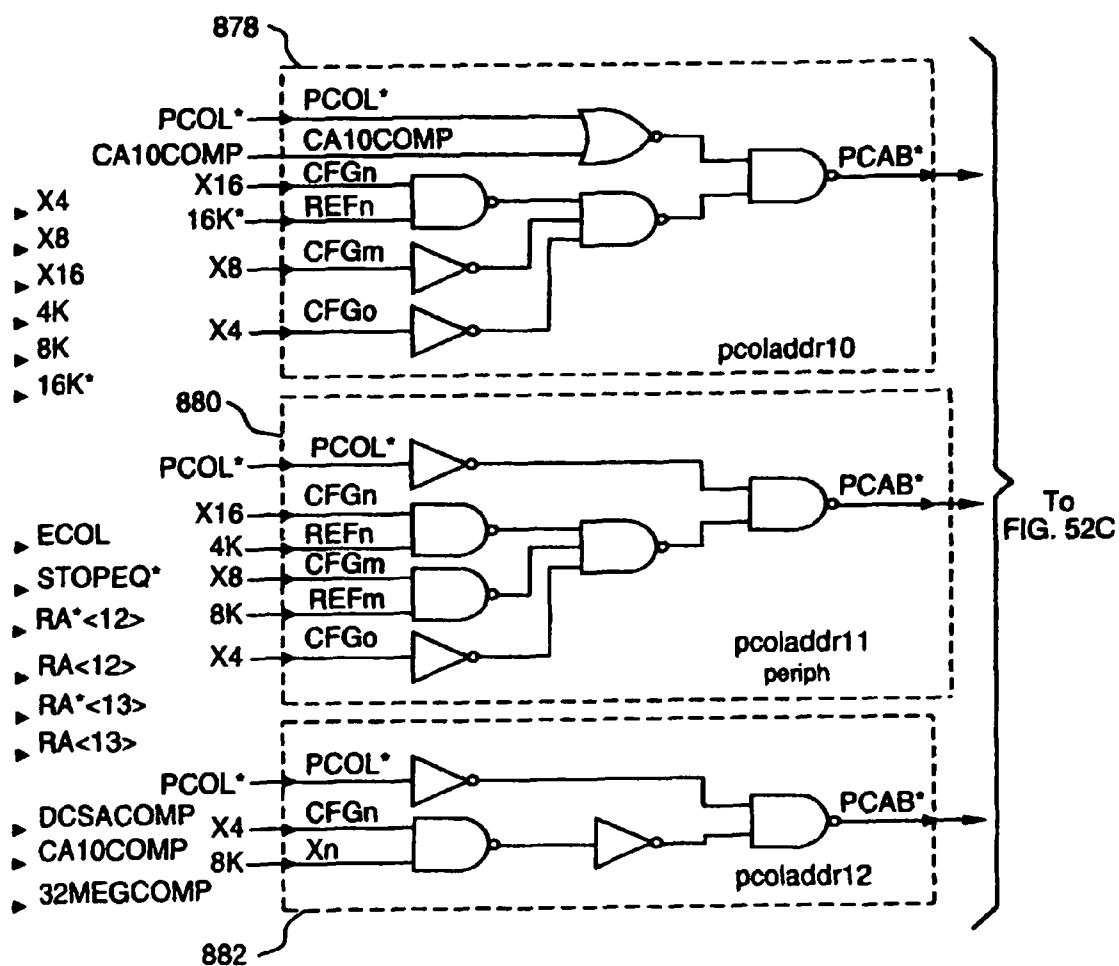 878
PCOL* PCOL*
CA10COMP CA10COMP
X16 CFGn
16K* REFn
X8 CFGm
X4 CFGo
PCAB*
pcoladdr10
X4
X8
X16
4K
8K
16K*
880
PCOL* PCOL*
X16 CFGn
4K REFn
X8 CFGm
8K REFm
X4 CFGo
PCAB*
pcoladdr11
periph
To
FIG. 52C
ECOL
STOPEQ*
RA*<12>
RA<12>
RA*<13>
RA<13>
PCOL* PCOL*
X4 CFGn
8K Xn
PCAB*
pcoladdr12
DCSACOMP
CA10COMP
32MEGCOMP
882